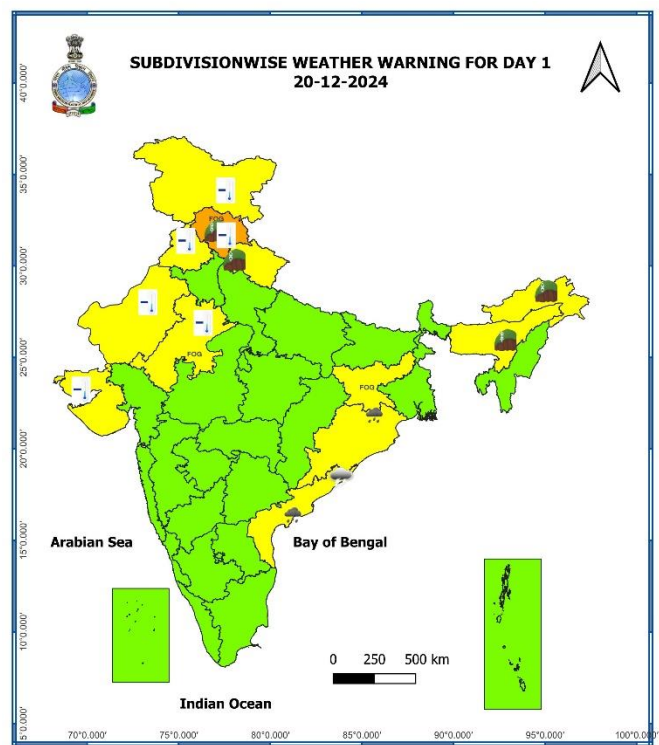 SUBDIVISIONWISE WEATHER WARNING FOR DAY 1
20-12-2024
40°0.000'
35°0.000'
FOG
30°0.000'
25°0.000'
FOG
FOG
20°0.000'
Arabian Sea
Bay of Bengal
15°0.000'
10°0.000'
0 250 500 km
Indian Ocean
5°0.000'
70°0.000' 75°0.000' 80°0.000' 85°0.000' 90°0.000' 95°0.000' 100°0.000'